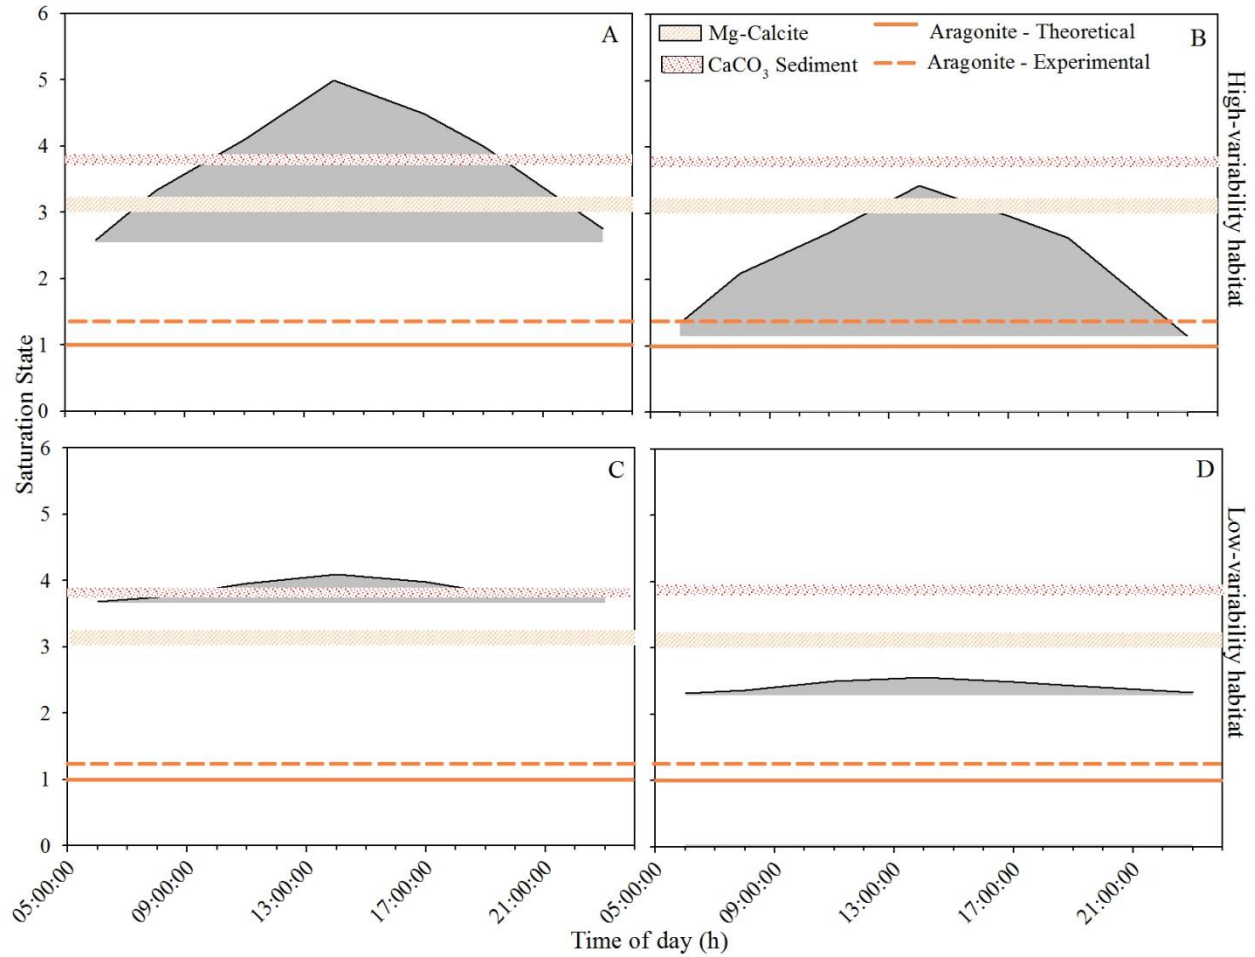 A
6
5
4
3
2
1
0
Mg-Calcite
CaCO₃ Sediment
Aragonite - Theoretical
Aragonite - Experimental
B
High-variability habitat
Saturation State
C
6
5
4
3
2
1
0
D
Low-variability habitat
05:00:00
09:00:00
13:00:00
17:00:00
21:00:00
05:00:00
09:00:00
13:00:00
17:00:00
21:00:00
Time of day (h)